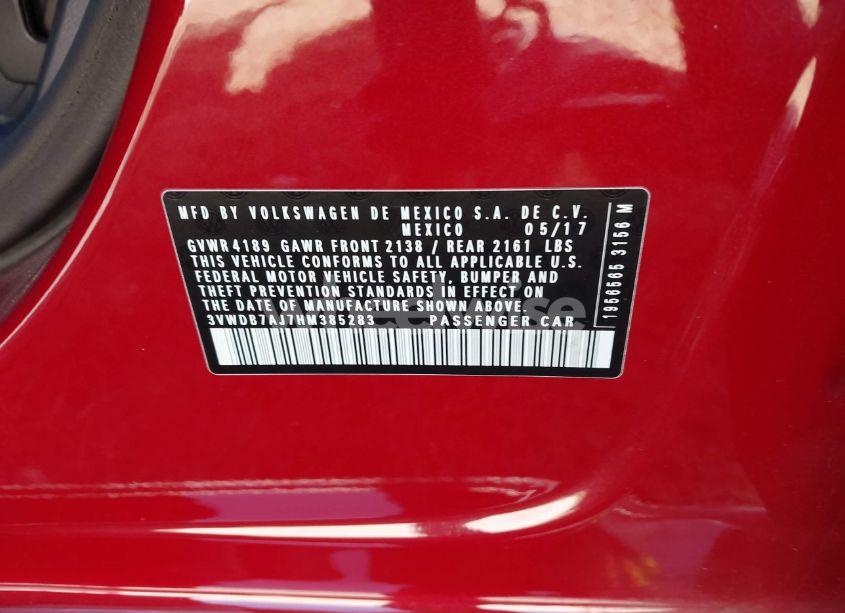 MFD BY VOLKSWAGEN DE MEXICO S.A. DE C.V.
MEXICO 05/17
GVWR 4189 GAWR FRONT 2138 / REAR 2161 LBS
THIS VEHICLE CONFORMS TO ALL APPLICABLE U.S.
FEDERAL MOTOR VEHICLE SAFETY, BUMPER AND
THEFT PREVENTION STANDARDS IN EFFECT ON
THE DATE OF MANUFACTURE SHOWN ABOVE.
3VWDB7AJ7HM385283 PASSENGER CAR
1956565 3156 M